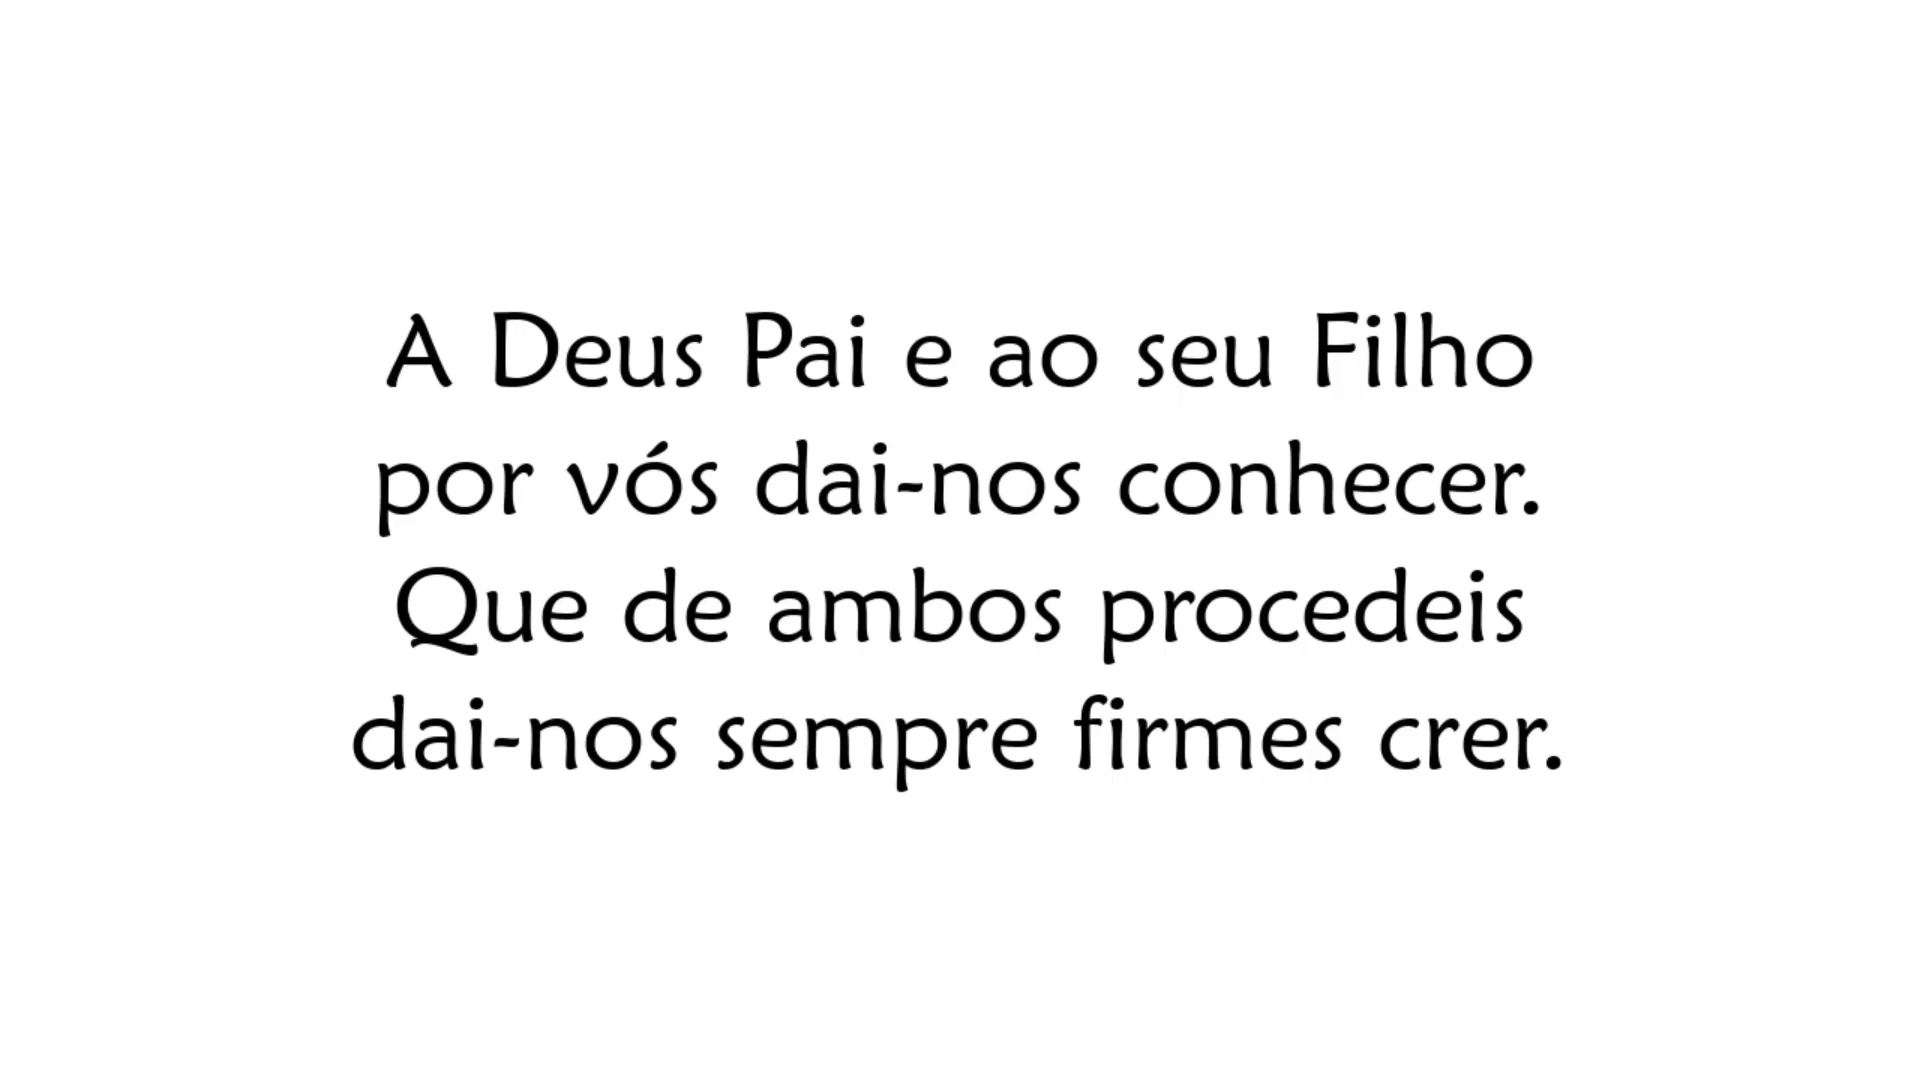 A Deus Pai e ao seu Filho
por vós dai-nos conhecer.
Que de ambos procedeis
dai-nos sempre firmes crer.